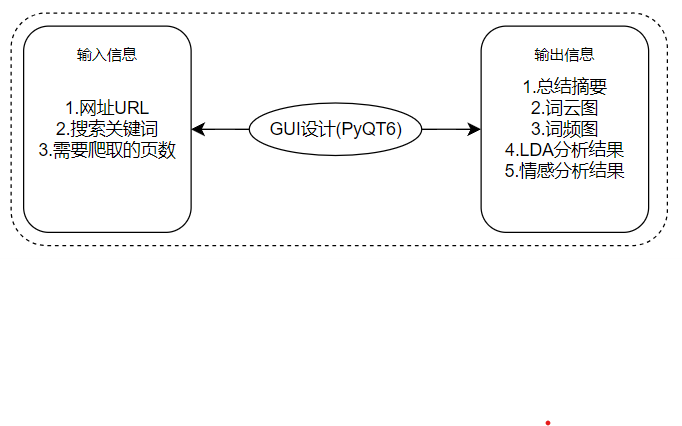 输入信息
1.网址URL
2.搜索关键词
3.需要爬取的页数
GUI设计(PyQT6)
输出信息
1.总结摘要
2.词云图
3.词频图
4.LDA分析结果
5.情感分析结果